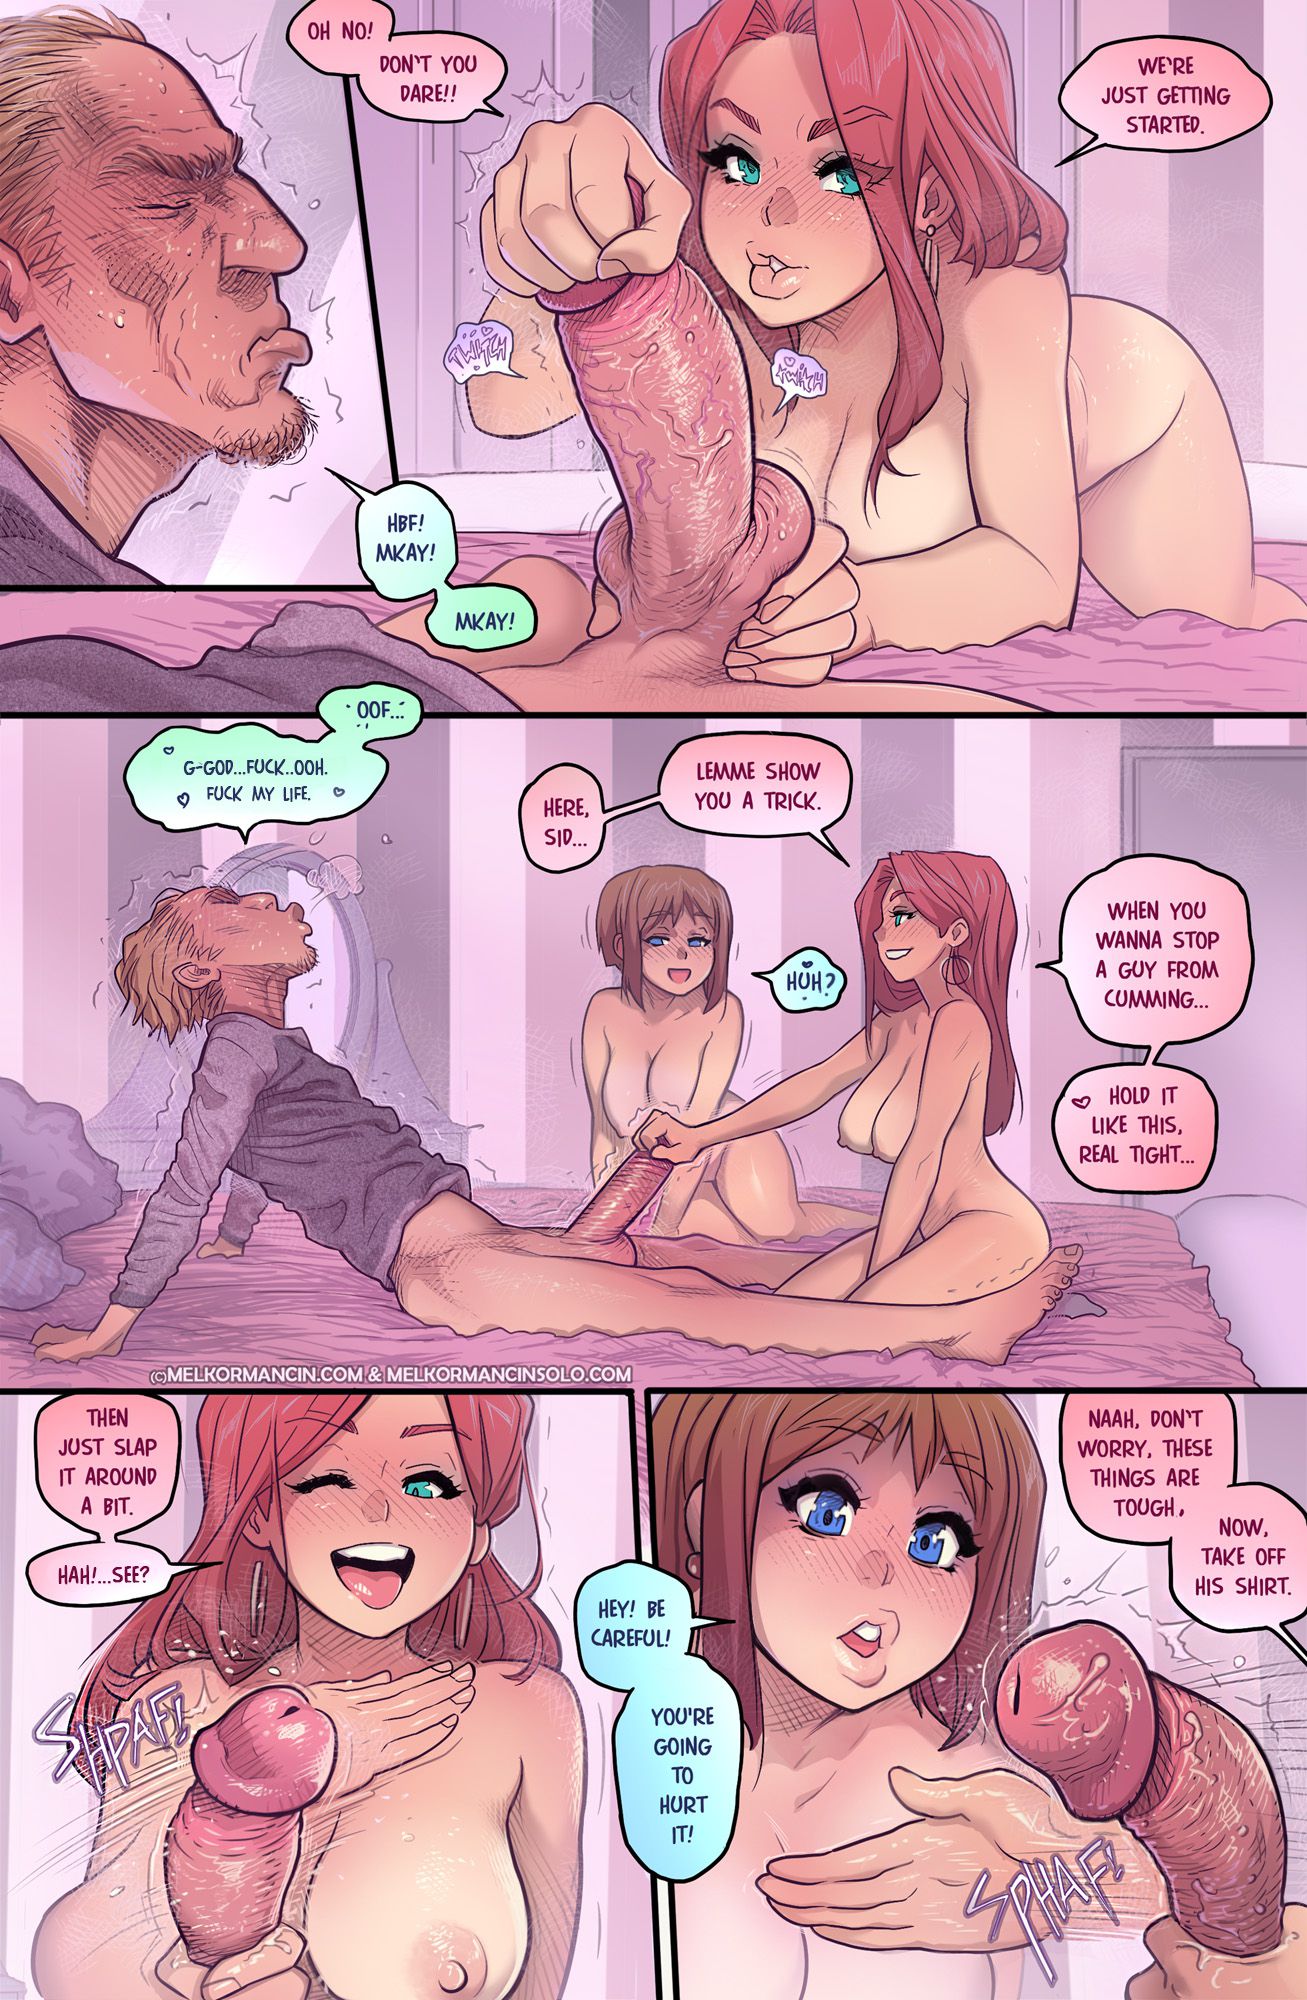 OH NO!
DON'T YOU
DARE!!
WE'RE
JUST GETTING
STARTED.
TWITCH
TWITCH
HBF!
MKAY!
MKAY!
OOF...
G-GOD...FUCK..OOH.
FUCK MY LIFE.
HERE,
SID...
LEMME SHOW
YOU A TRICK.
HUH?
WHEN YOU
WANNA STOP
A GUY FROM
CUMMING...
HOLD IT
LIKE THIS,
REAL TIGHT...
©MELKORMANCIN.COM & MELKORMANCINSOLO.COM
THEN
JUST SLAP
IT AROUND
A BIT.
HAH!...SEE?
SHPAF!
HEY! BE
CAREFUL!
YOU'RE
GOING
TO
HURT
IT!
NAAH, DON'T
WORRY, THESE
THINGS ARE
TOUGH,
NOW,
TAKE OFF
HIS SHIRT.
SPHAF!